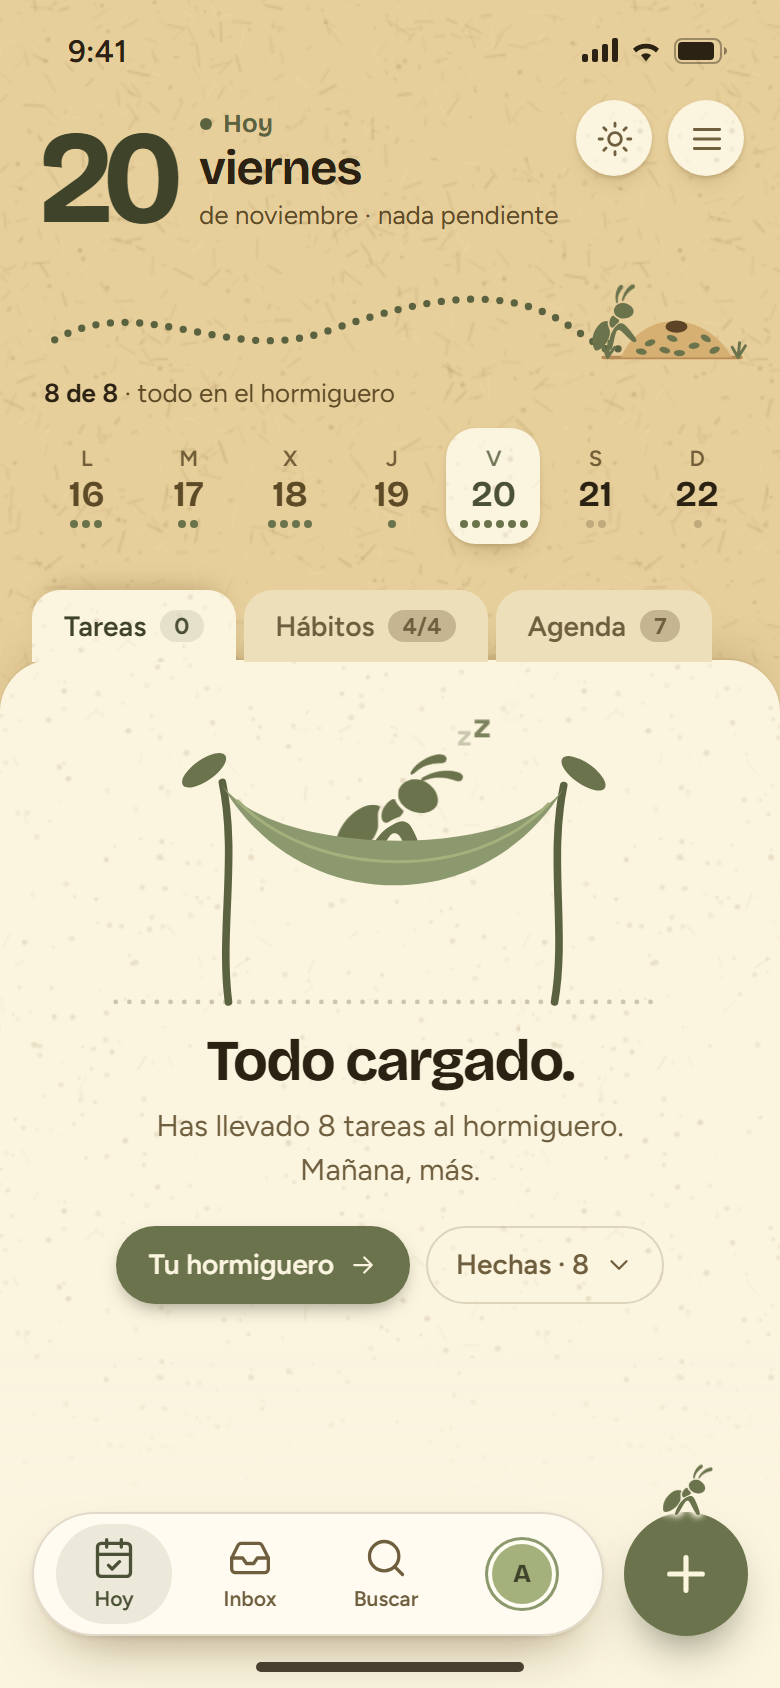 9:41
20
Hoy
viernes
de noviembre · nada pendiente
8 de 8 · todo en el hormiguero
L M X J V S D
16 17 18 19 20 21 22
Tareas 0 Hábitos 4/4 Agenda 7
z z
Todo cargado.
Has llevado 8 tareas al hormiguero.
Mañana, más.
Tu hormiguero → Hechas · 8
A
Hoy Inbox Buscar